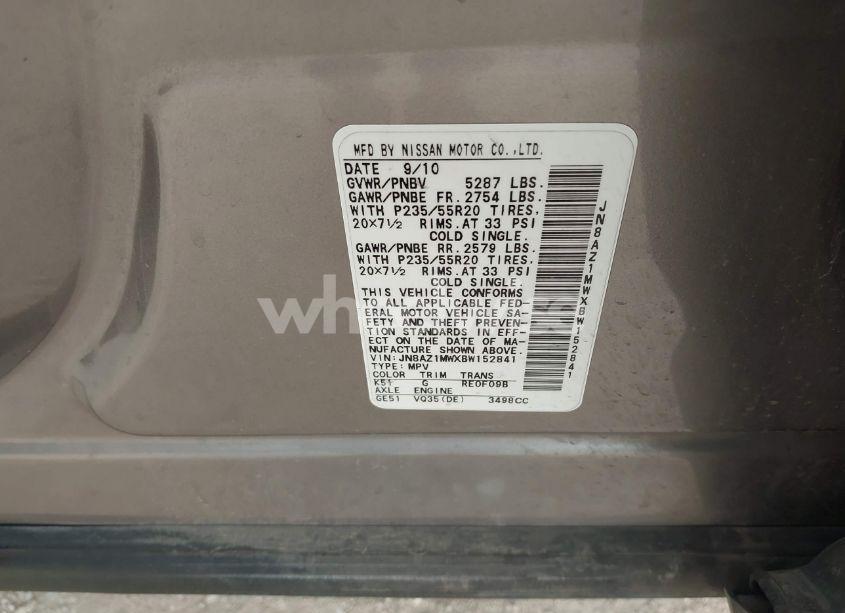 MFD BY NISSAN MOTOR CO.,LTD.
DATE 9/10
GVWR/PNBV 5287 LBS.
GAWR/PNBE FR. 2754 LBS.
WITH P235/55R20 TIRES.
20×7½ RIMS.AT 33 PSI
COLD SINGLE.
GAWR/PNBE RR. 2579 LBS.
WITH P235/55R20 TIRES.
20×7½ RIMS.AT 33 PSI
COLD SINGLE.
THIS VEHICLE CONFORMS
TO ALL APPLICABLE FED-
ERAL MOTOR VEHICLE SA-
FETY AND THEFT PREVEN-
TION STANDARDS IN EFF-
ECT ON THE DATE OF MA-
NUFACTURE SHOWN ABOVE.
VIN: JN8AZ1MWXBW152841
TYPE: MPV
COLOR TRIM TRANS
K51 G RE0F09B
AXLE ENGINE
GE51 VQ35(DE) 3498CC
JN8AZ1MWXBW152841